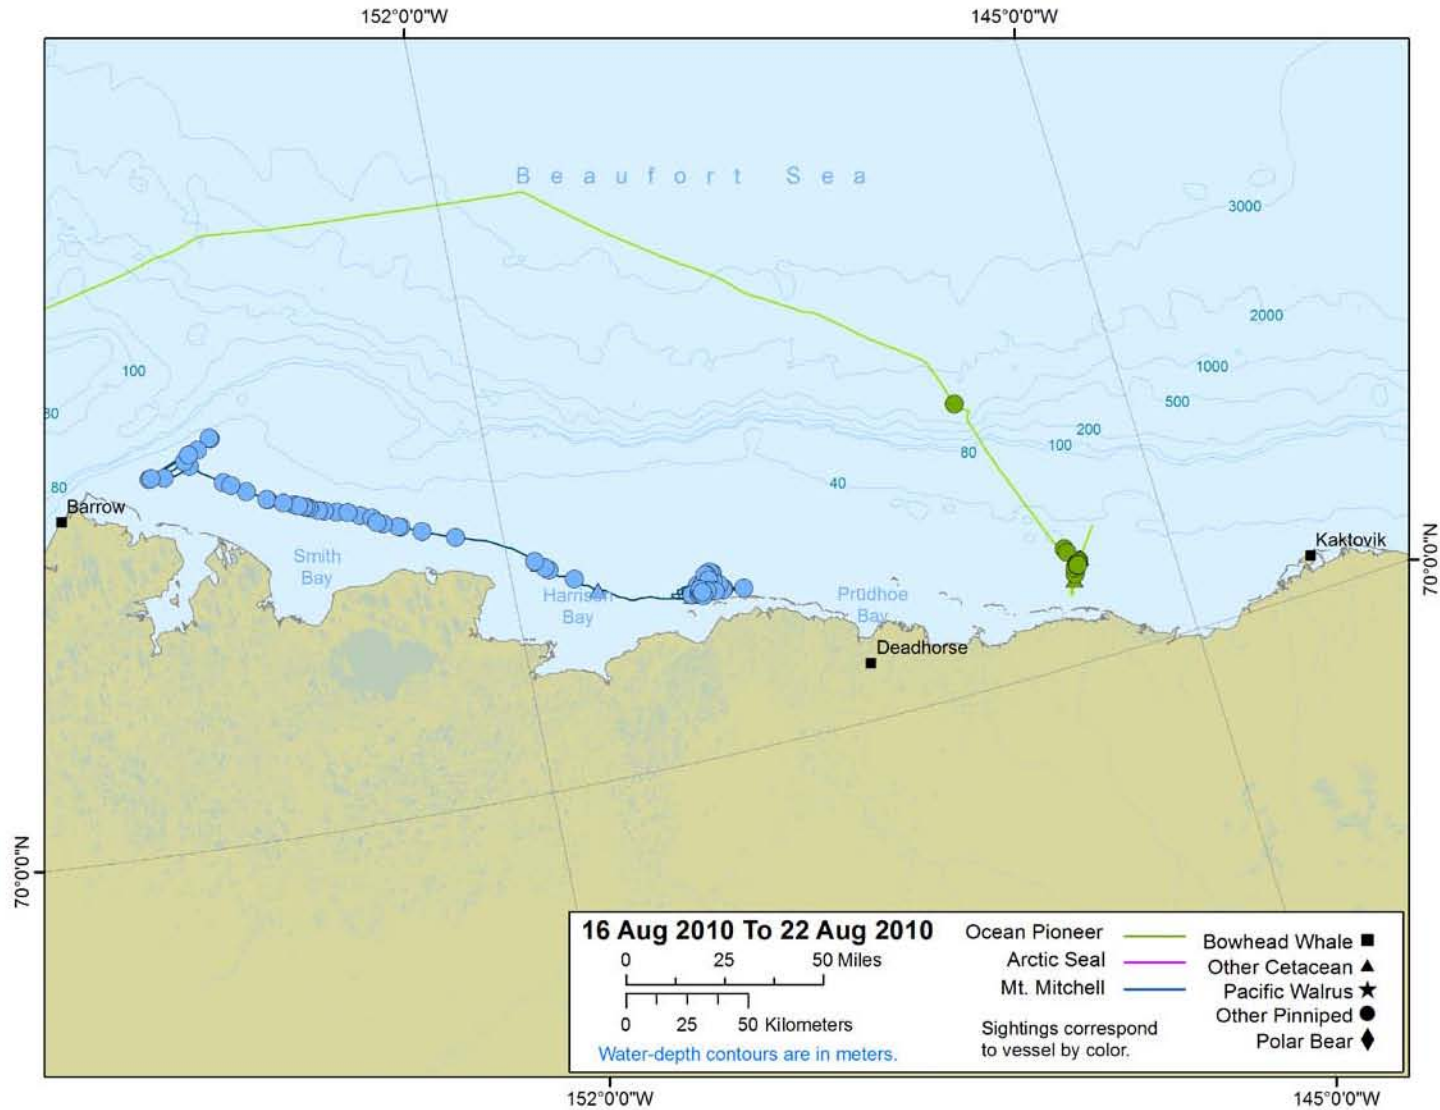 152°0'0"W
145°0'0"W
Beaufort Sea
3000
2000
1000
100
500
80
200
100
80
40
80
Barrow
Kaktovik
70°0'0"N
Smith
Bay
Harrison
Bay
Prudhoe
Bay
Deadhorse
70°0'0"N
16 Aug 2010 To 22 Aug 2010
0 25 50 Miles
0 25 50 Kilometers
Water-depth contours are in meters.
Ocean Pioneer
Arctic Seal
Mt. Mitchell
Sightings correspond
to vessel by color.
Bowhead Whale
Other Cetacean
Pacific Walrus
Other Pinniped
Polar Bear
152°0'0"W
145°0'0"W